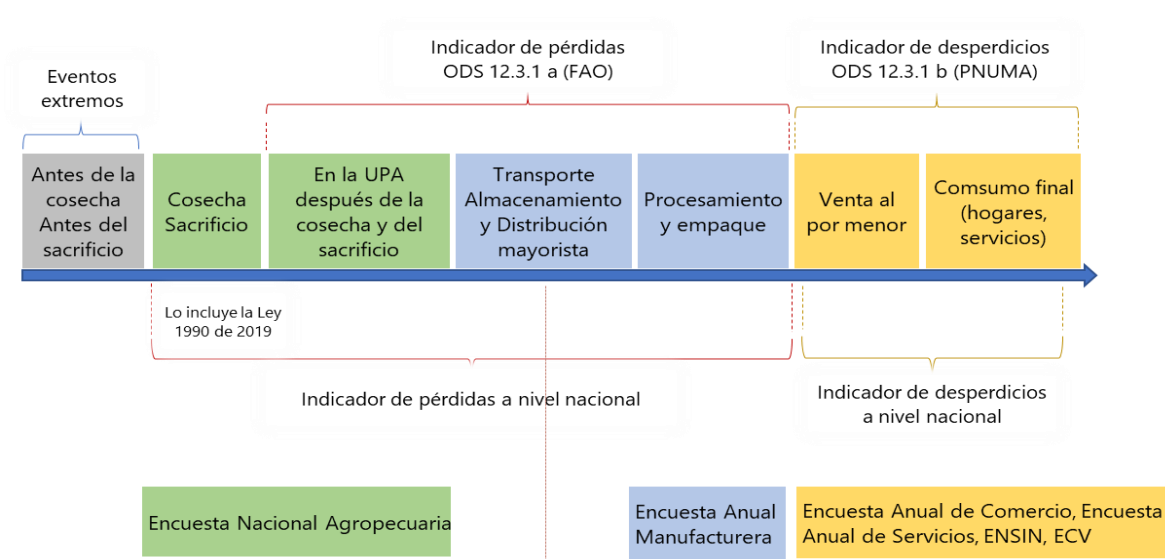 Indicador de pérdidas
ODS 12.3.1 a (FAO)
Indicador de desperdicios
ODS 12.3.1 b (PNUMA)
Eventos
extremos
Antes de la
cosecha
Antes del
sacrificio
Cosecha
Sacrificio
En la UPA
después de la
cosecha y del
sacrificio
Transporte
Almacenamiento
y Distribución
mayorista
Procesamiento
y empaque
Venta al
por menor
Comsumo final
(hogares,
servicios)
Lo incluye la Ley
1990 de 2019
Indicador de pérdidas a nivel nacional
Indicador de desperdicios
a nivel nacional
Encuesta Nacional Agropecuaria
Encuesta Anual
Manufacturera
Encuesta Anual de Comercio, Encuesta
Anual de Servicios, ENSIN, ECV